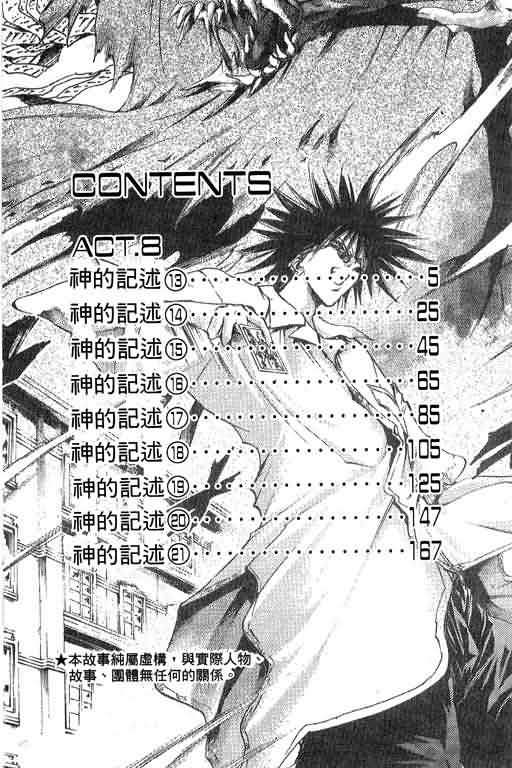 CONTENTS
ACT.8
神的記述⑬‥‥‥‥‥‥‥‥‥5
神的記述⑭‥‥‥‥‥‥‥‥‥25
神的記述⑮‥‥‥‥‥‥‥‥‥45
神的記述⑯‥‥‥‥‥‥‥‥‥65
神的記述⑰‥‥‥‥‥‥‥‥‥85
神的記述⑱‥‥‥‥‥‥‥‥‥105
神的記述⑲‥‥‥‥‥‥‥‥‥125
神的記述⑳‥‥‥‥‥‥‥‥‥147
神的記述㉑‥‥‥‥‥‥‥‥‥167
★本故事純屬虛構，與實際人物、
故事、團體無任何的關係。